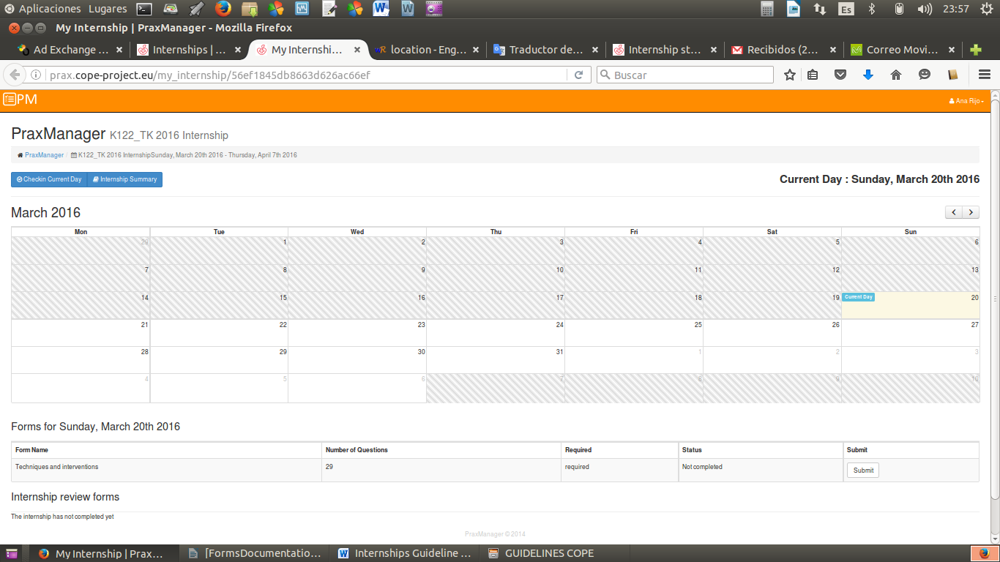 Aplicaciones Lugares Es 23:57
My Internship | PraxManager - Mozilla Firefox
Ad Exchange ... Internships | ... My Internshi... location - Eng... Traductor de... Internship st... Recibidos (2... Correo Movi...
prax.cope-project.eu/my_internship/56ef1845db8663d626ac66ef Buscar
PM Ana Rijo
PraxManager K122_TK 2016 Internship
PraxManager / K122_TK 2016 InternshipSunday, March 20th 2016 - Thursday, April 7th 2016
Checkin Current Day Internship Summary Current Day : Sunday, March 20th 2016
March 2016
Mon Tue Wed Thu Fri Sat Sun
29 1 2 3 4 5 6
7 8 9 10 11 12 13
14 15 16 17 18 19 Current Day 20
21 22 23 24 25 26 27
28 29 30 31 1 2 3
4 5 6 7 8 9 10
Forms for Sunday, March 20th 2016
Form Name Number of Questions Required Status Submit
Techniques and interventions 29 required Not completed Submit
Internship review forms
The internship has not completed yet
PraxManager © 2014
My Internship | Prax... [FormsDocumentatio... Internships Guideline ... GUIDELINES COPE